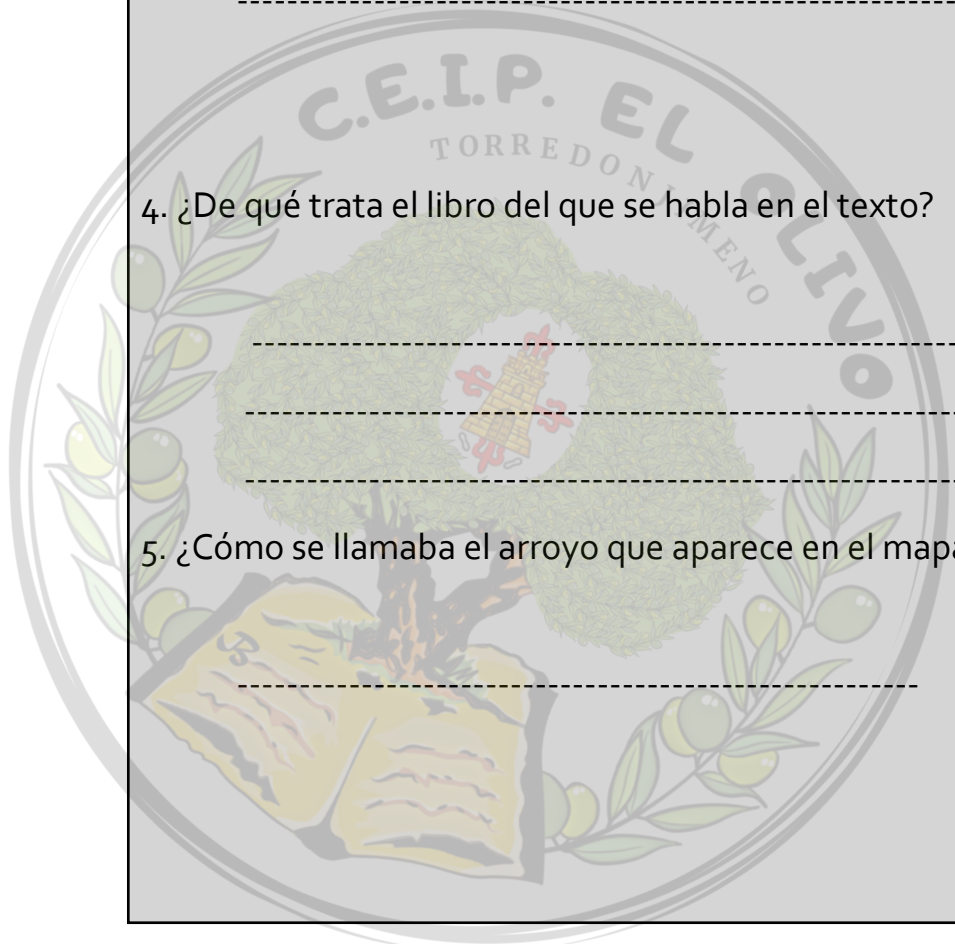 C.E.I.P. EL OLIVO
TORREDONJIMENO
4. ¿De qué trata el libro del que se habla en el texto?
5. ¿Cómo se llamaba el arroyo que aparece en el mapa